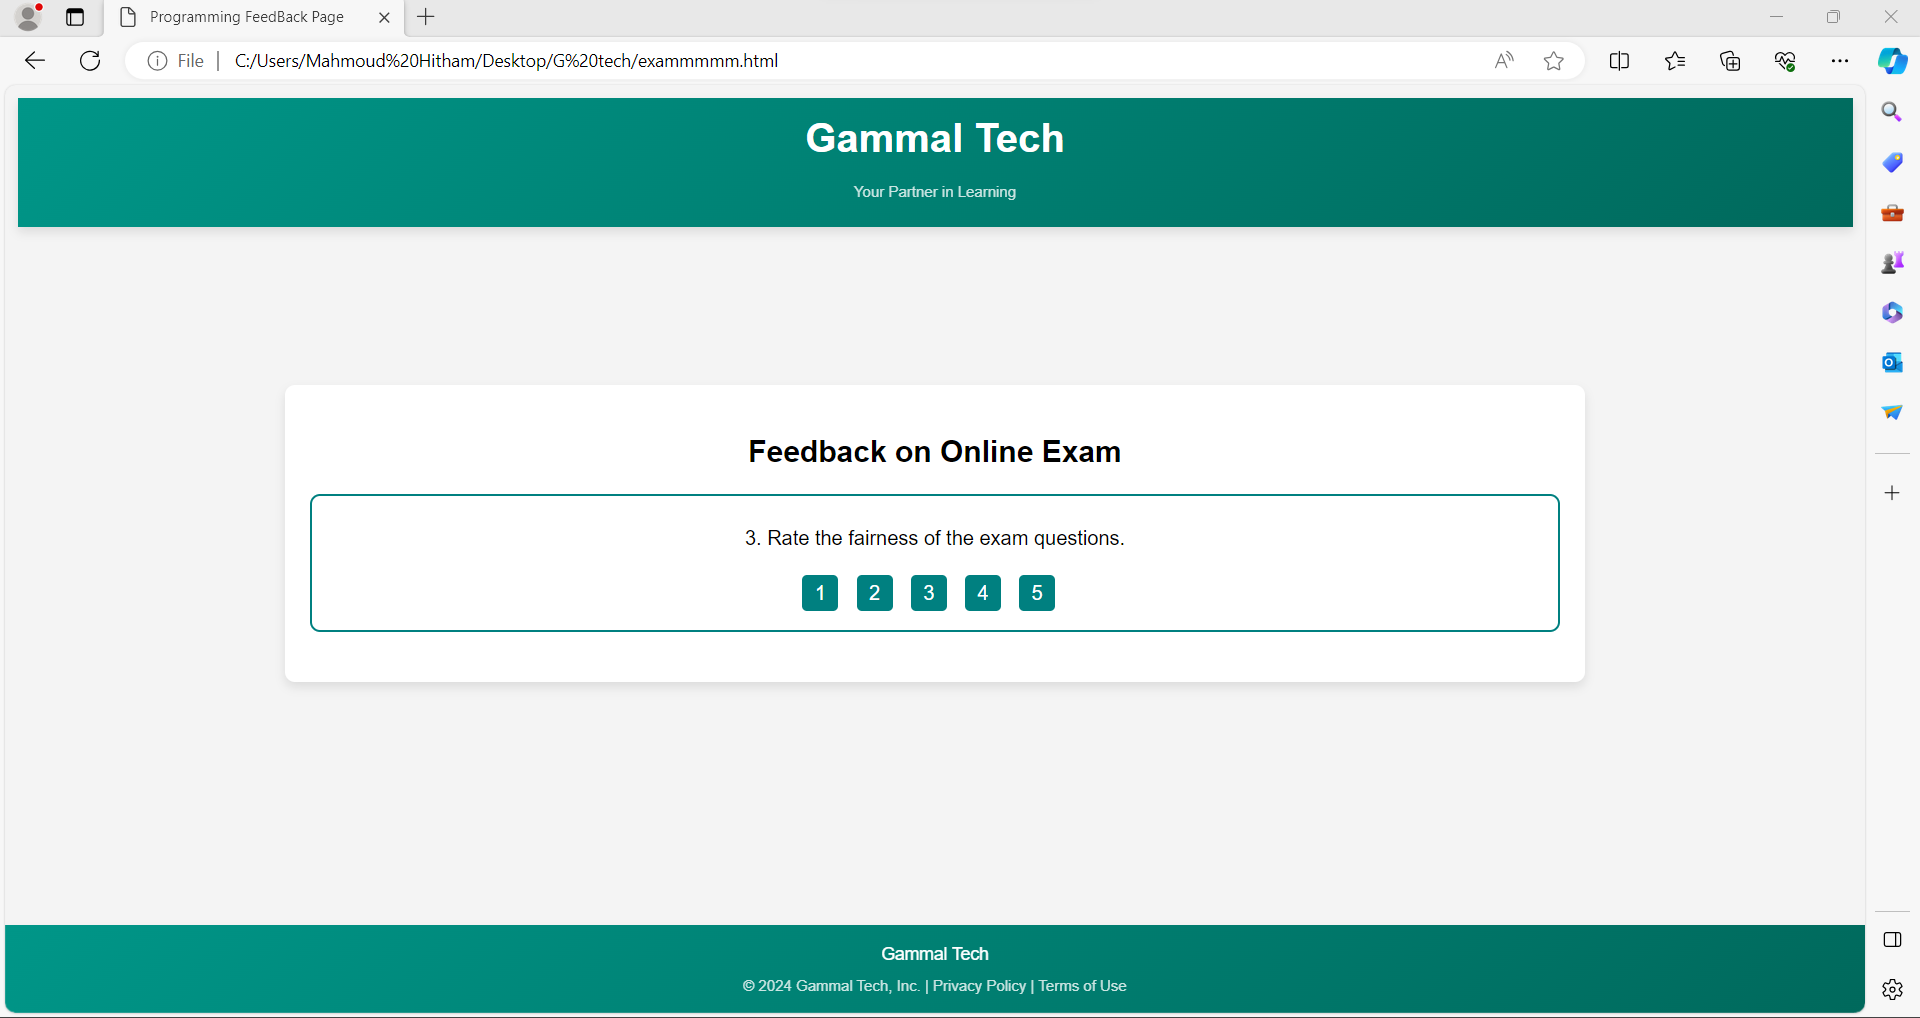 Programming FeedBack Page
File | C:/Users/Mahmoud%20Hitham/Desktop/G%20tech/exammmmm.html
Gammal Tech
Your Partner in Learning
Feedback on Online Exam
3. Rate the fairness of the exam questions.
1 2 3 4 5
Gammal Tech
© 2024 Gammal Tech, Inc. | Privacy Policy | Terms of Use